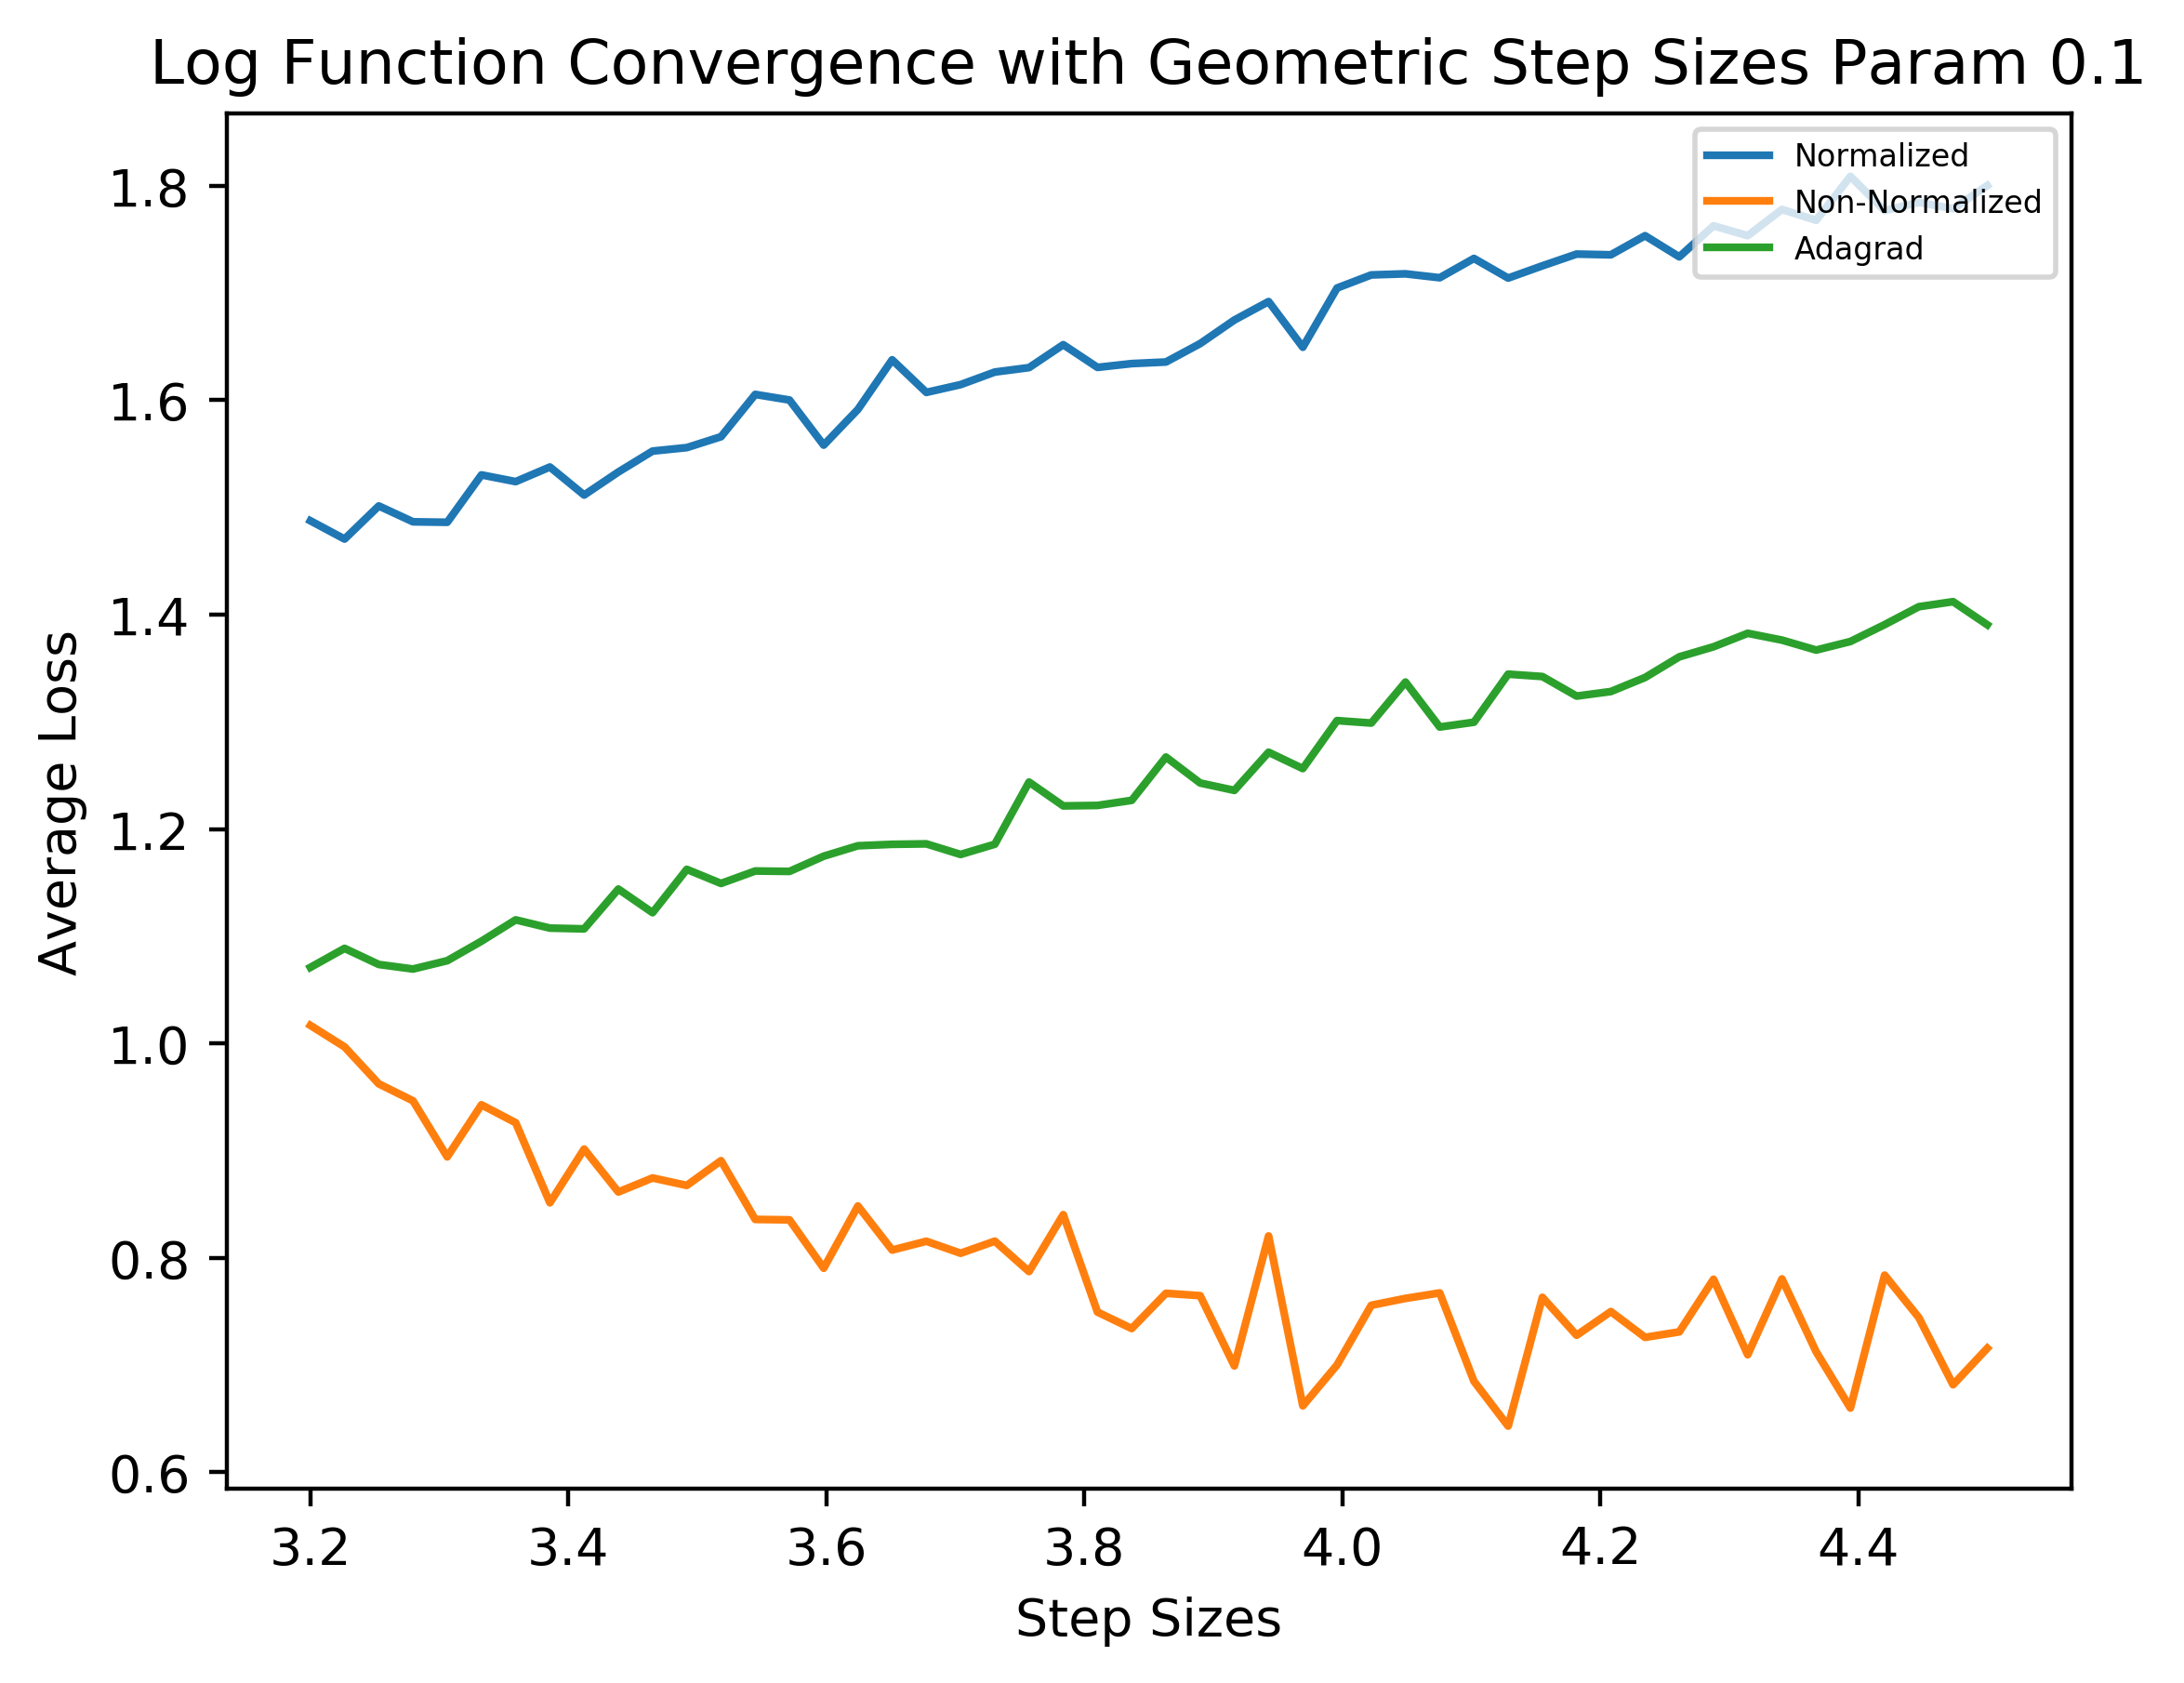 Log Function Convergence with Geometric Step Sizes Param 0.1
Normalized
Non-Normalized
Adagrad
Average Loss
1.8
1.6
1.4
1.2
1.0
0.8
0.6
3.2 3.4 3.6 3.8 4.0 4.2 4.4
Step Sizes